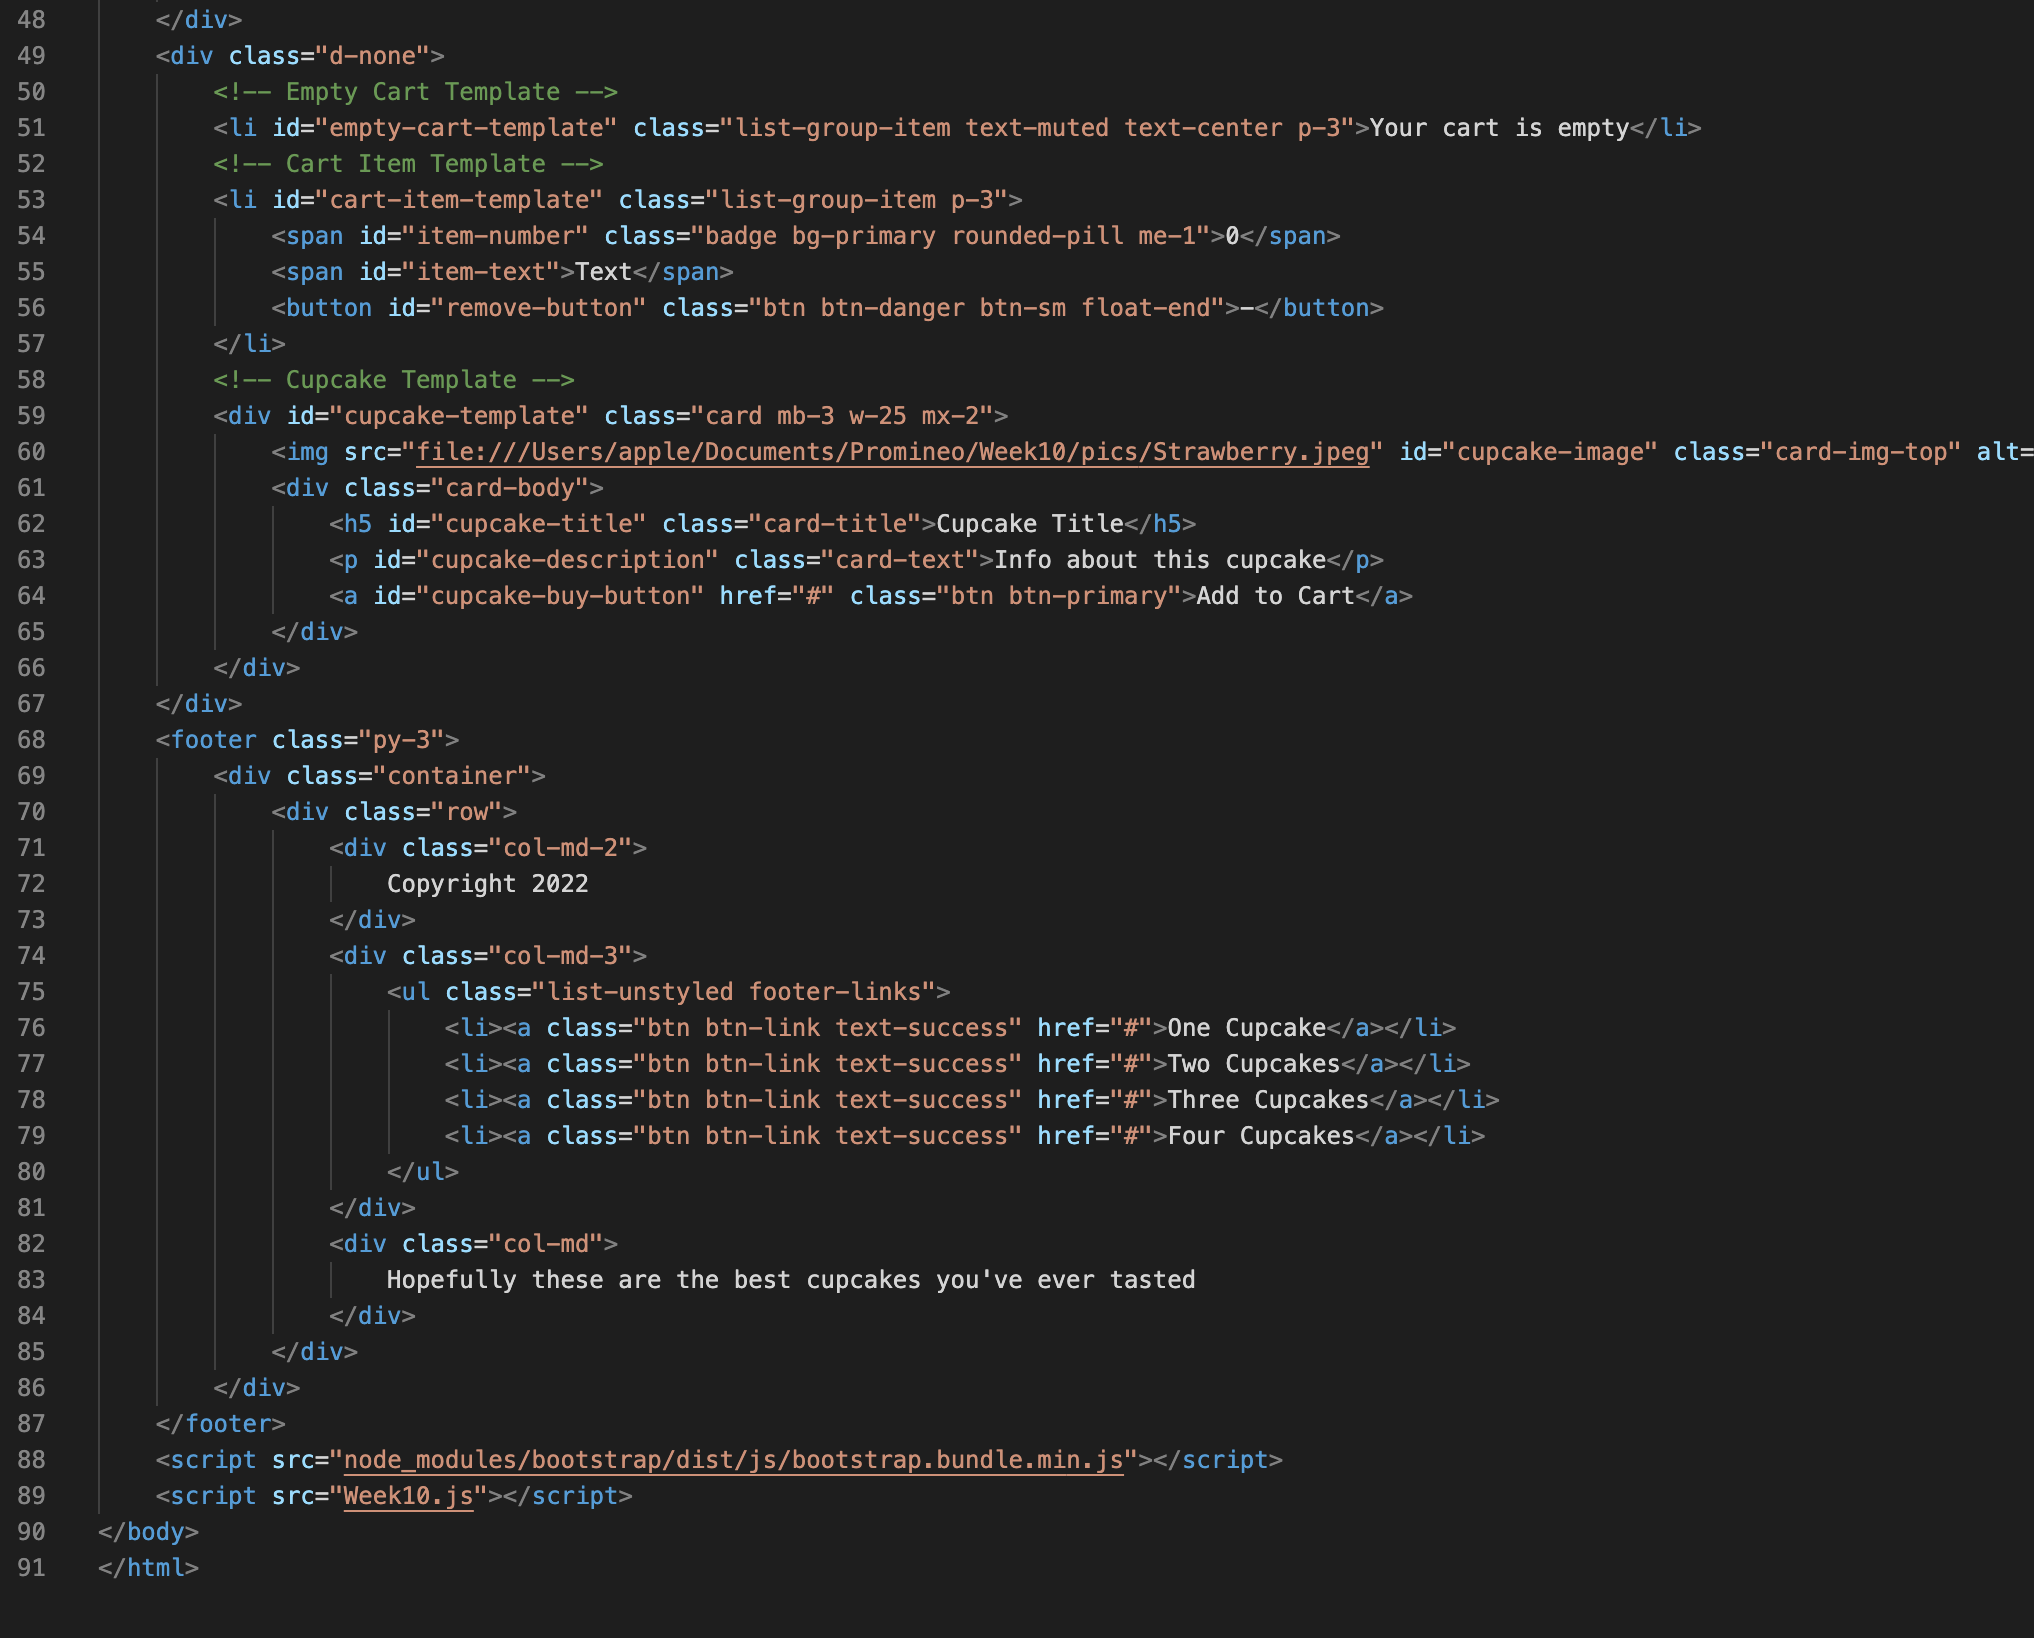 48 </div>
49 <div class="d-none">
50 <!-- Empty Cart Template -->
51 <li id="empty-cart-template" class="list-group-item text-muted text-center p-3">Your cart is empty</li>
52 <!-- Cart Item Template -->
53 <li id="cart-item-template" class="list-group-item p-3">
54 <span id="item-number" class="badge bg-primary rounded-pill me-1">0</span>
55 <span id="item-text">Text</span>
56 <button id="remove-button" class="btn btn-danger btn-sm float-end">-</button>
57 </li>
58 <!-- Cupcake Template -->
59 <div id="cupcake-template" class="card mb-3 w-25 mx-2">
60 <img src="file:///Users/apple/Documents/Promineo/Week10/pics/Strawberry.jpeg" id="cupcake-image" class="card-img-top" alt=
61 <div class="card-body">
62 <h5 id="cupcake-title" class="card-title">Cupcake Title</h5>
63 <p id="cupcake-description" class="card-text">Info about this cupcake</p>
64 <a id="cupcake-buy-button" href="#" class="btn btn-primary">Add to Cart</a>
65 </div>
66 </div>
67 </div>
68 <footer class="py-3">
69 <div class="container">
70 <div class="row">
71 <div class="col-md-2">
72 Copyright 2022
73 </div>
74 <div class="col-md-3">
75 <ul class="list-unstyled footer-links">
76 <li><a class="btn btn-link text-success" href="#">One Cupcake</a></li>
77 <li><a class="btn btn-link text-success" href="#">Two Cupcakes</a></li>
78 <li><a class="btn btn-link text-success" href="#">Three Cupcakes</a></li>
79 <li><a class="btn btn-link text-success" href="#">Four Cupcakes</a></li>
80 </ul>
81 </div>
82 <div class="col-md">
83 Hopefully these are the best cupcakes you've ever tasted
84 </div>
85 </div>
86 </div>
87 </footer>
88 <script src="node_modules/bootstrap/dist/js/bootstrap.bundle.min.js"></script>
89 <script src="Week10.js"></script>
90 </body>
91 </html>